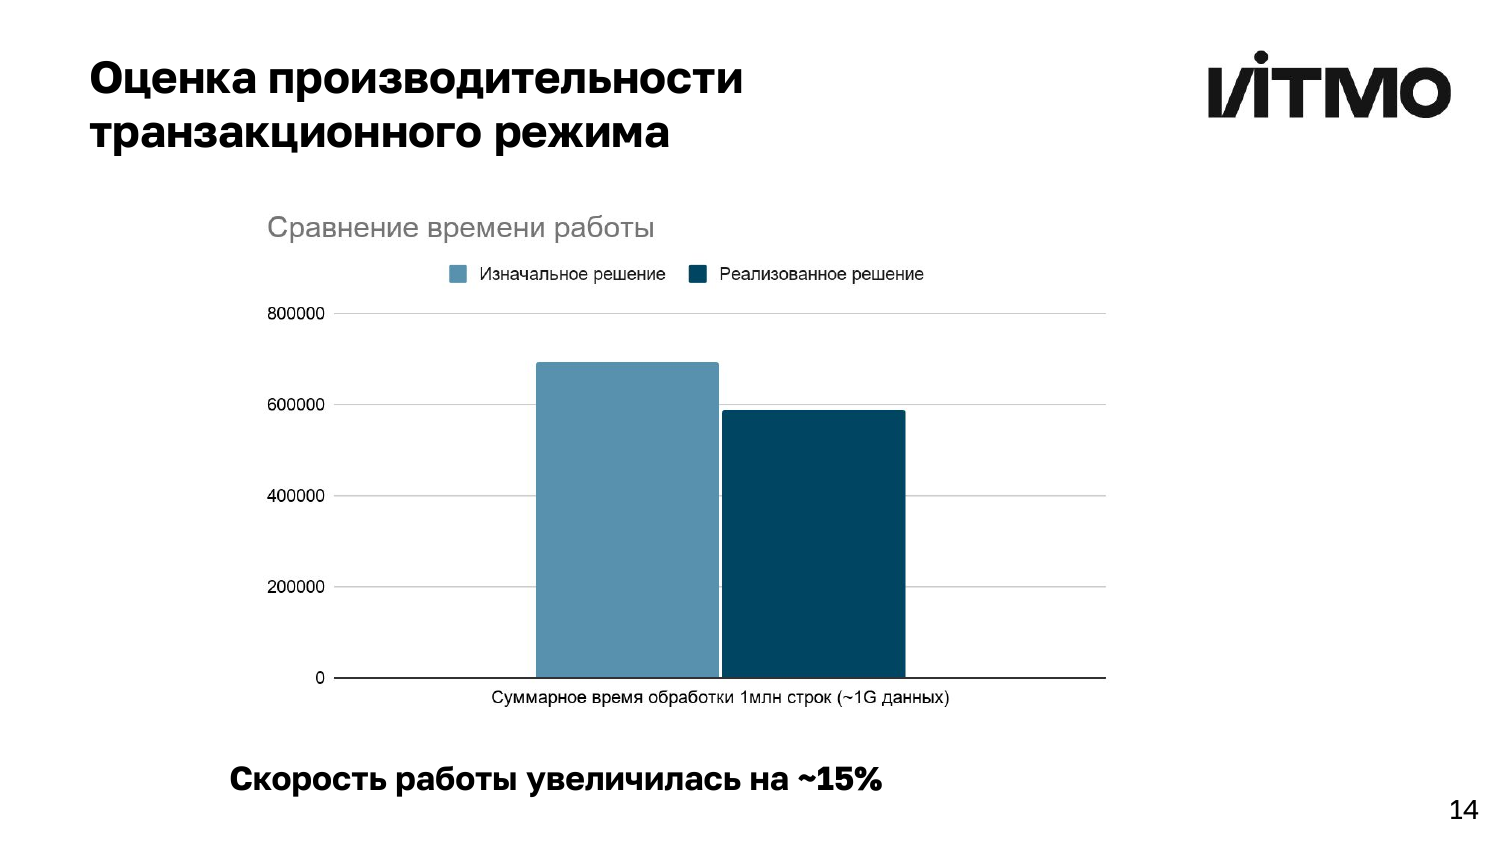 Оценка производительности
транзакционного режима
ИТМО
Сравнение времени работы
Изначальное решение
Реализованное решение
800000
600000
400000
200000
0
Суммарное время обработки 1млн строк (~1G данных)
Скорость работы увеличилась на ~15%
14